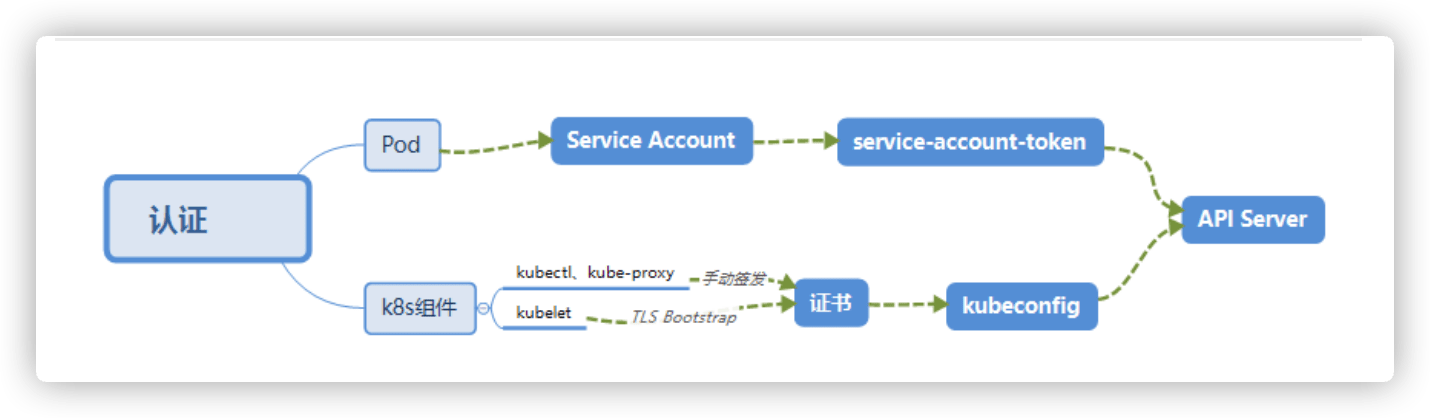 Pod
Service Account
service-account-token
认证
API Server
kubectl、kube-proxy
手动签发
k8s组件
证书
kubeconfig
kubelet
TLS Bootstrap